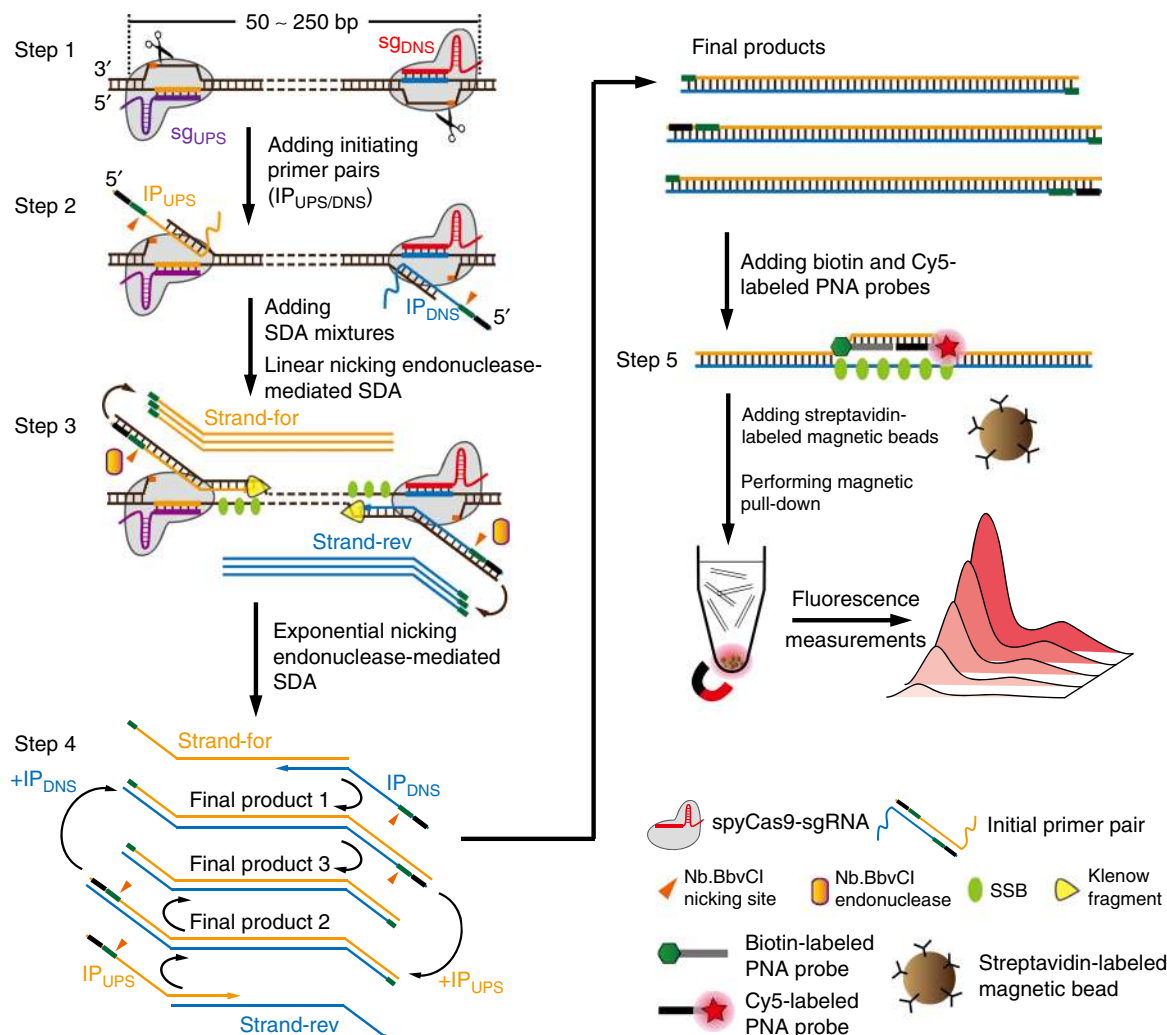 50 ~ 250 bp
Step 1
sgDNS
3′
5′
sgUPS
Adding initiating
primer pairs
(IPUPS/DNS)
5′
IPUPS
Step 2
IPDNS
5′
Adding
SDA mixtures
Linear nicking endonuclease-
mediated SDA
Step 3
Strand-for
Strand-rev
Exponential nicking
endonuclease-mediated
SDA
Step 4
Strand-for
+IPDNS
IPDNS
Final product 1
Final product 3
Final product 2
IPUPS
+IPUPS
Strand-rev
Final products
Adding biotin and Cy5-
labeled PNA probes
Step 5
Adding streptavidin-
labeled magnetic beads
Performing magnetic
pull-down
Fluorescence
measurements
spyCas9-sgRNA
Initial primer pair
Nb.BbvCI
nicking site
Nb.BbvCI
endonuclease
SSB
Klenow
fragment
Biotin-labeled
PNA probe
Streptavidin-labeled
magnetic bead
Cy5-labeled
PNA probe